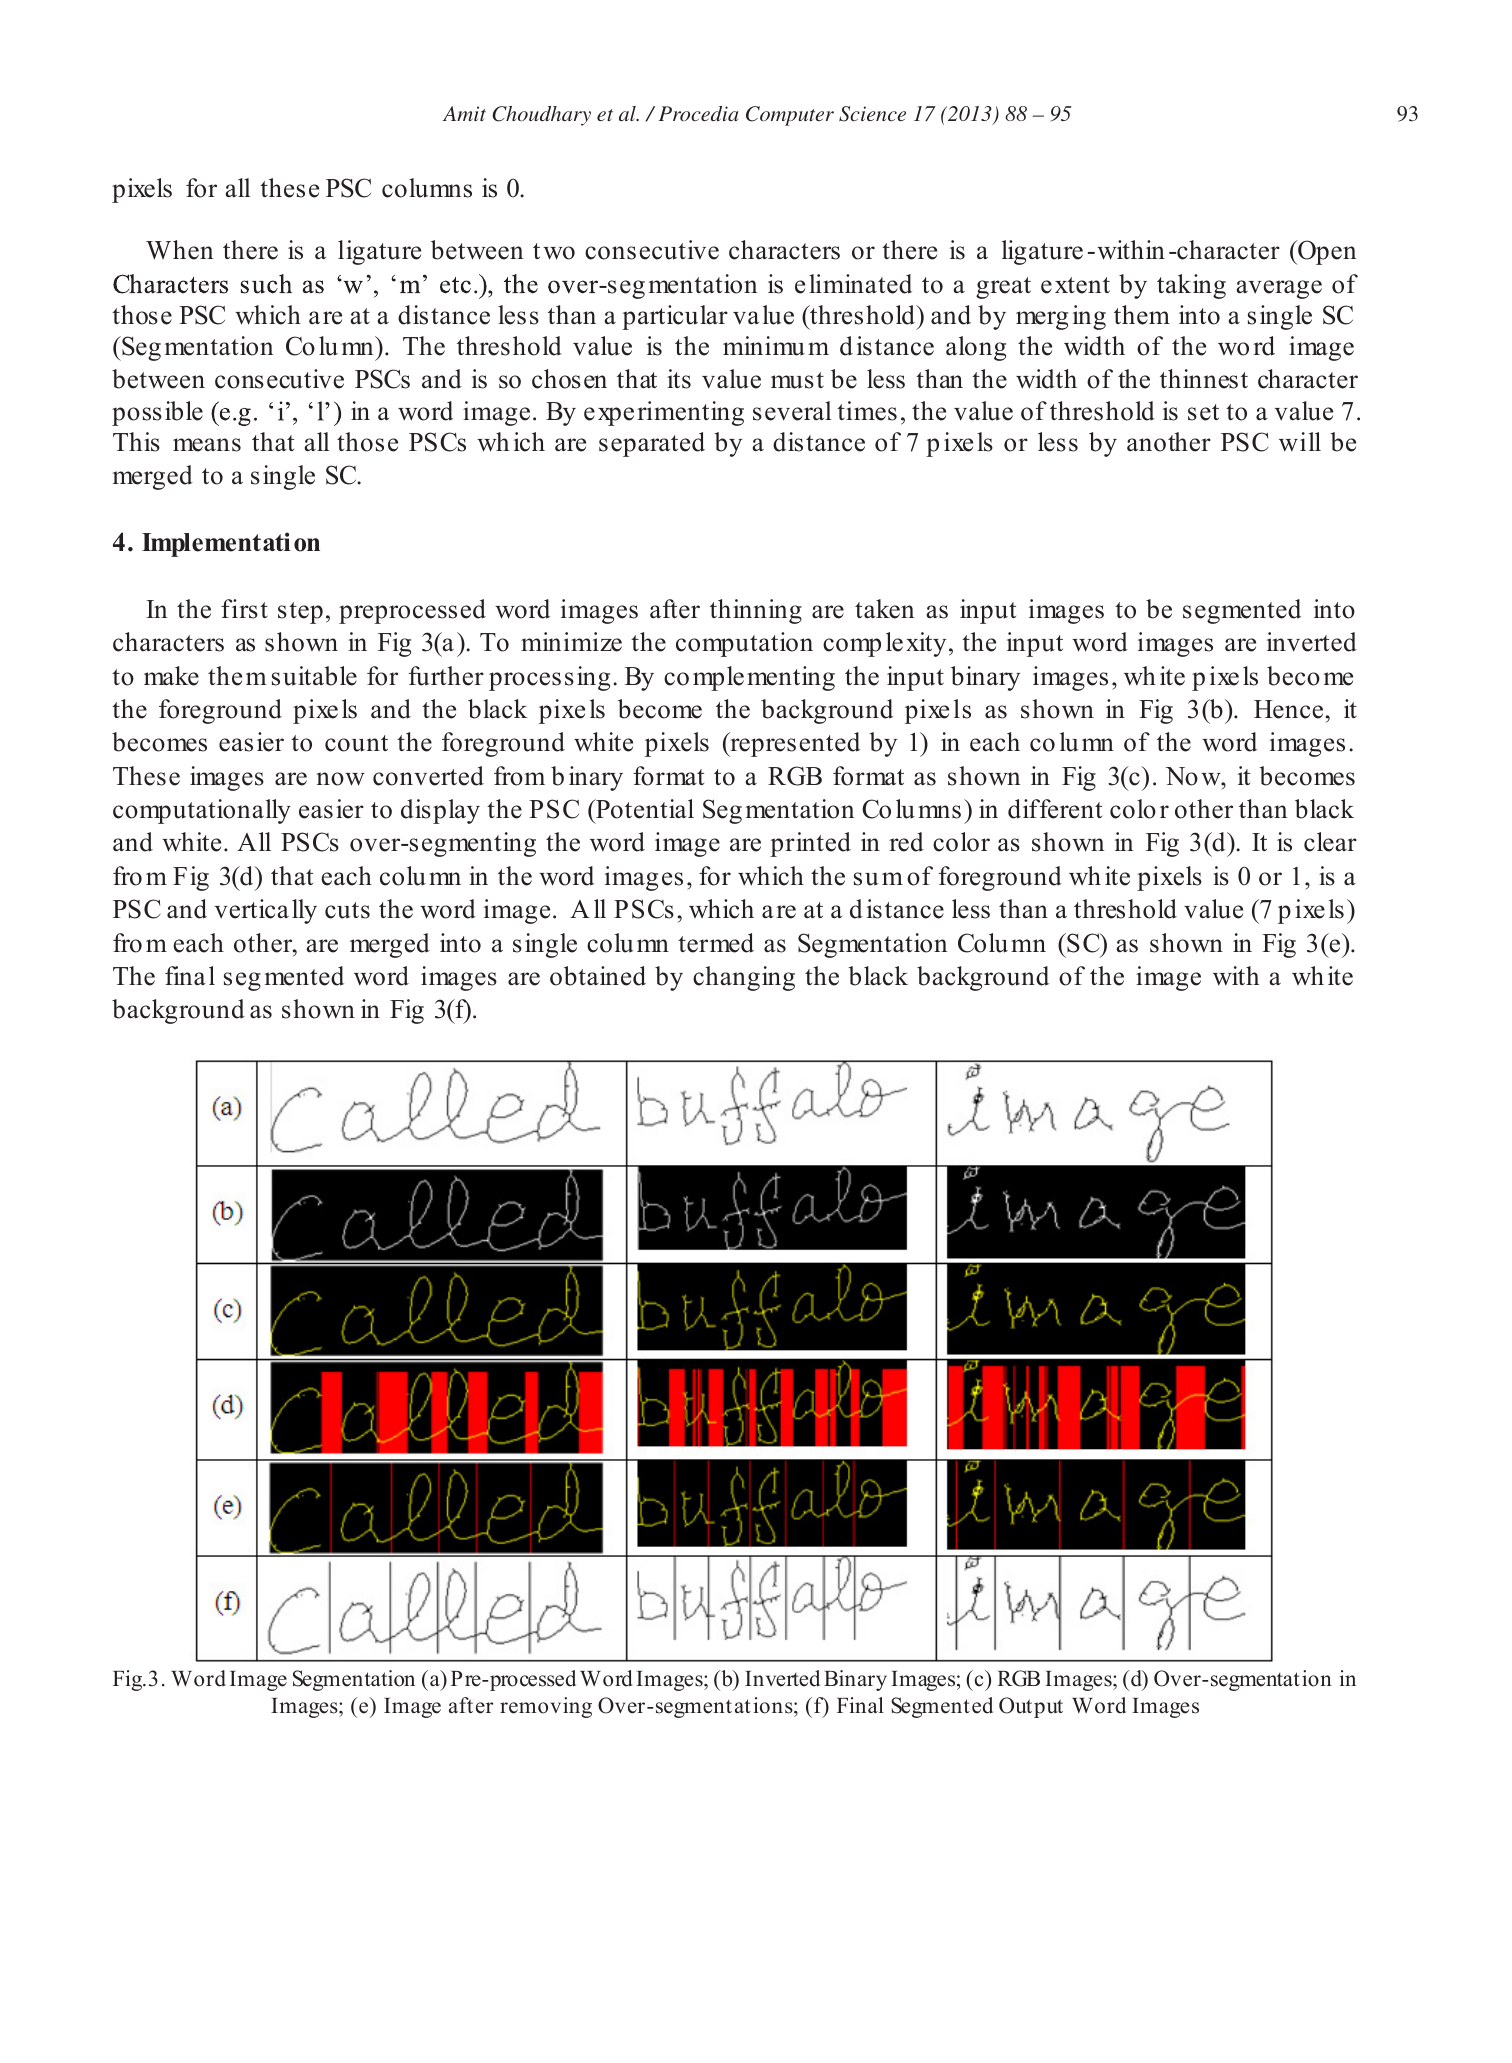 Amit Choudhary et al. / Procedia Computer Science 17 (2013) 88 – 95
93
pixels for all these PSC columns is 0.
When there is a ligature between two consecutive characters or there is a ligature-within-character (Open
Characters such as ‘w’, ‘m’ etc.), the over-segmentation is eliminated to a great extent by taking average of
those PSC which are at a distance less than a particular value (threshold) and by merging them into a single SC
(Segmentation Column). The threshold value is the minimum distance along the width of the word image
between consecutive PSCs and is so chosen that its value must be less than the width of the thinnest character
possible (e.g. ‘i’, ‘l’) in a word image. By experimenting several times, the value of threshold is set to a value 7.
This means that all those PSCs which are separated by a distance of 7 pixels or less by another PSC will be
merged to a single SC.
4. Implementation
In the first step, preprocessed word images after thinning are taken as input images to be segmented into
characters as shown in Fig 3(a). To minimize the computation complexity, the input word images are inverted
to make them suitable for further processing. By complementing the input binary images, white pixels become
the foreground pixels and the black pixels become the background pixels as shown in Fig 3(b). Hence, it
becomes easier to count the foreground white pixels (represented by 1) in each column of the word images.
These images are now converted from binary format to a RGB format as shown in Fig 3(c). Now, it becomes
computationally easier to display the PSC (Potential Segmentation Columns) in different color other than black
and white. All PSCs over-segmenting the word image are printed in red color as shown in Fig 3(d). It is clear
from Fig 3(d) that each column in the word images, for which the sum of foreground white pixels is 0 or 1, is a
PSC and vertically cuts the word image. All PSCs, which are at a distance less than a threshold value (7 pixels)
from each other, are merged into a single column termed as Segmentation Column (SC) as shown in Fig 3(e).
The final segmented word images are obtained by changing the black background of the image with a white
background as shown in Fig 3(f).
(a) Called buffalo image
(b) Called buffalo image
(c) Called buffalo image
(d) Called buffalo image
(e) Called buffalo image
(f) Called buffalo image
Fig.3. Word Image Segmentation (a) Pre-processed Word Images; (b) Inverted Binary Images; (c) RGB Images; (d) Over-segmentation in
Images; (e) Image after removing Over-segmentations; (f) Final Segmented Output Word Images